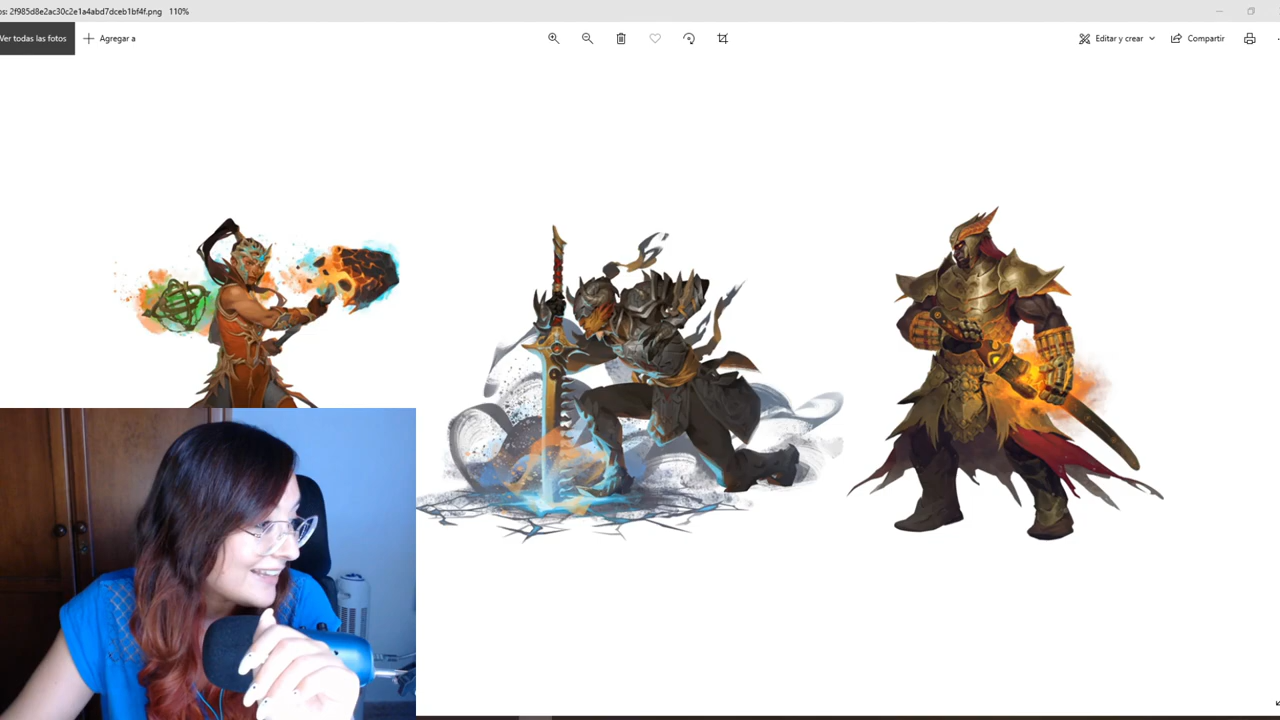 os: 2f985d8e2ac30c2e1a4abd7dceb1bf4f.png 110%
Ver todas las fotos
Agregar a
Editar y crear
Compartir